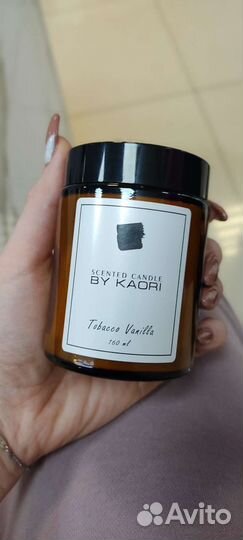 SCENTED CANDLE
BY KAORI
Tobacco Vanilla
160 ml
Avito